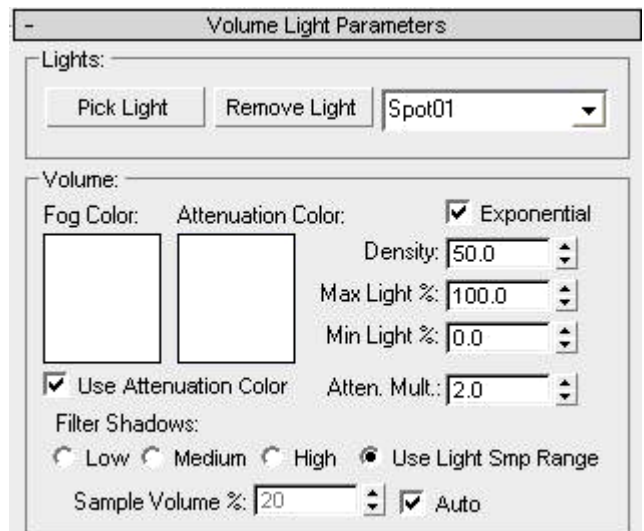 - Volume Light Parameters
Lights:
Pick Light Remove Light Spot01
Volume:
Fog Color: Attenuation Color: Exponential
Density: 50.0
Max Light %: 100.0
Min Light %: 0.0
Use Attenuation Color Atten. Mult.: 2.0
Filter Shadows:
Low Medium High Use Light Smp Range
Sample Volume %: 20 Auto